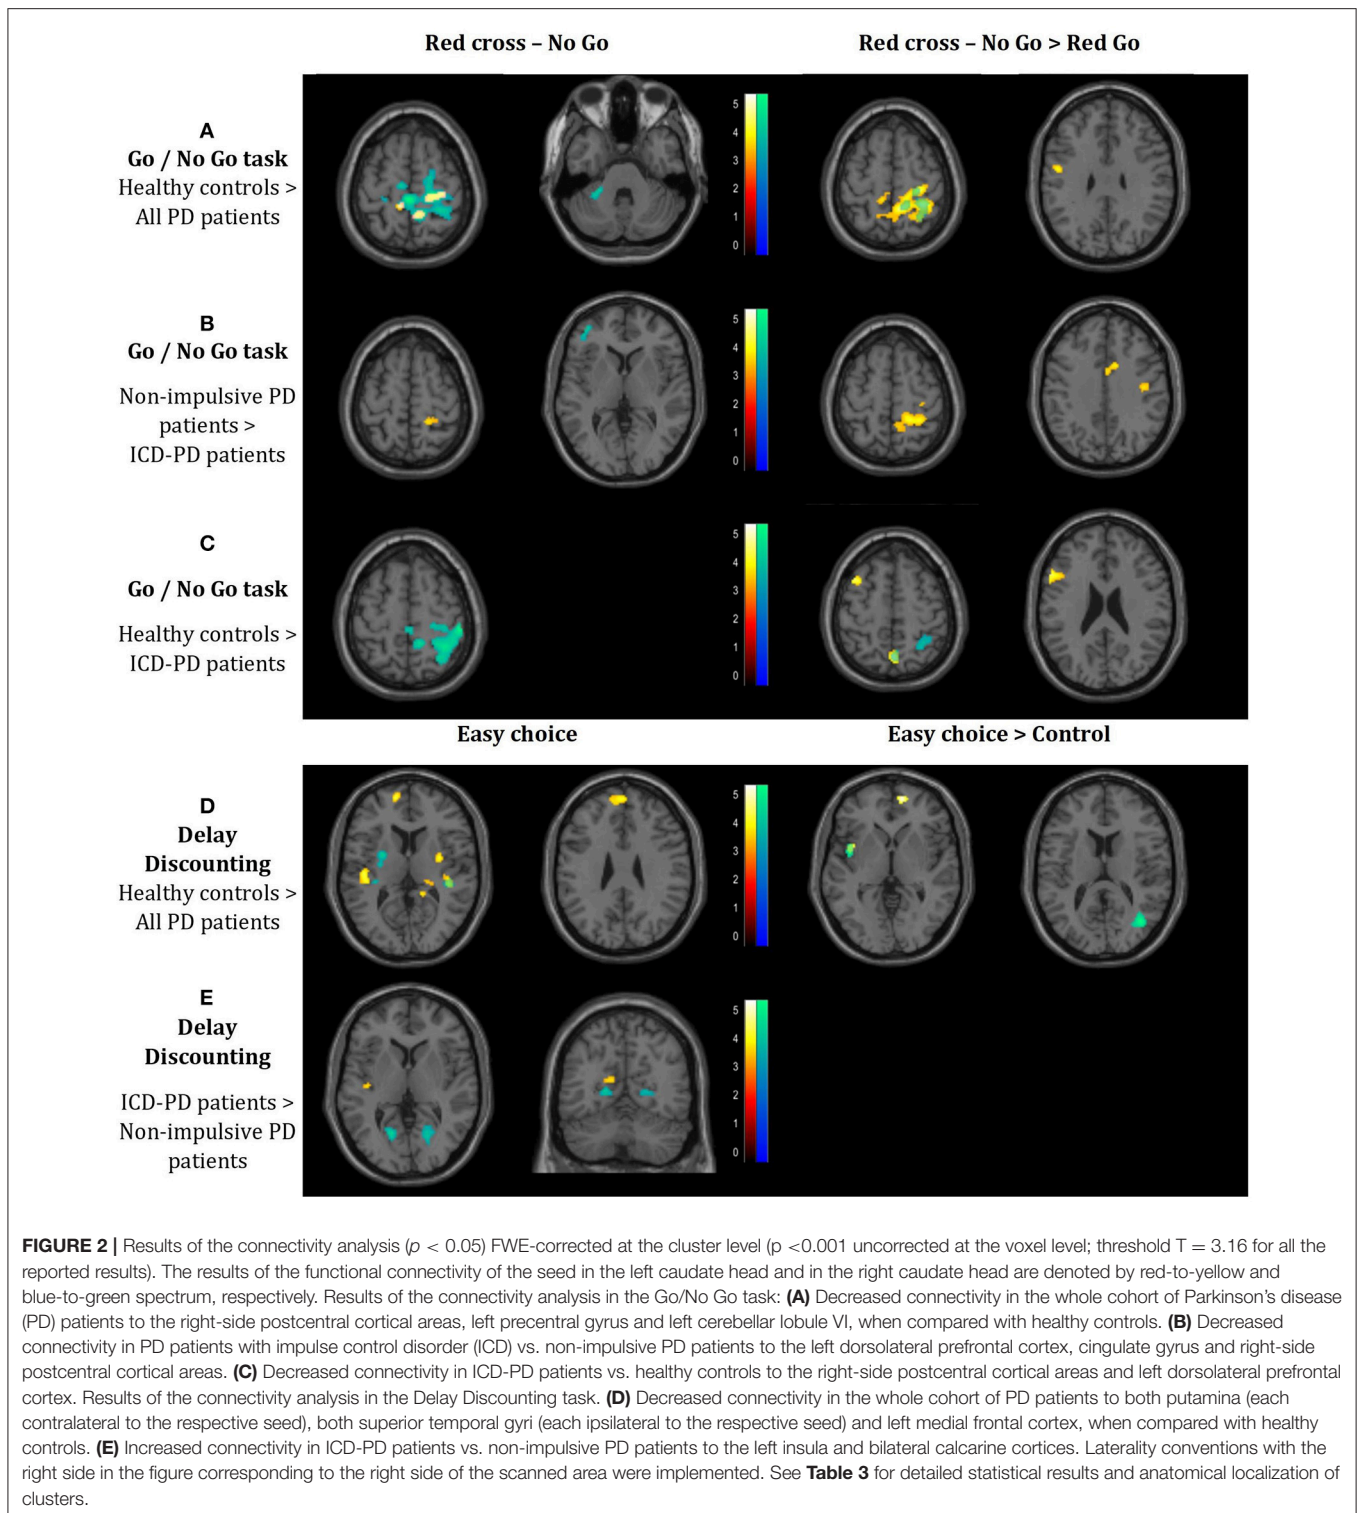 Red cross – No Go
Red cross – No Go > Red Go
A
Go / No Go task
Healthy controls >
All PD patients
5
4
3
2
1
0
5
4
3
2
1
0
B
Go / No Go task
Non-impulsive PD
patients >
ICD-PD patients
5
4
3
2
1
0
5
4
3
2
1
0
C
Go / No Go task
Healthy controls >
ICD-PD patients
5
4
3
2
1
0
5
4
3
2
1
0
Easy choice
Easy choice > Control
D
Delay
Discounting
Healthy controls >
All PD patients
5
4
3
2
1
0
E
Delay
Discounting
ICD-PD patients >
Non-impulsive PD
patients
5
4
3
2
1
0
FIGURE 2 | Results of the connectivity analysis (p < 0.05) FWE-corrected at the cluster level (p <0.001 uncorrected at the voxel level; threshold T = 3.16 for all the
reported results). The results of the functional connectivity of the seed in the left caudate head and in the right caudate head are denoted by red-to-yellow and
blue-to-green spectrum, respectively. Results of the connectivity analysis in the Go/No Go task: (A) Decreased connectivity in the whole cohort of Parkinson's disease
(PD) patients to the right-side postcentral cortical areas, left precentral gyrus and left cerebellar lobule VI, when compared with healthy controls. (B) Decreased
connectivity in PD patients with impulse control disorder (ICD) vs. non-impulsive PD patients to the left dorsolateral prefrontal cortex, cingulate gyrus and right-side
postcentral cortical areas. (C) Decreased connectivity in ICD-PD patients vs. healthy controls to the right-side postcentral cortical areas and left dorsolateral prefrontal
cortex. Results of the connectivity analysis in the Delay Discounting task. (D) Decreased connectivity in the whole cohort of PD patients to both putamina (each
contralateral to the respective seed), both superior temporal gyri (each ipsilateral to the respective seed) and left medial frontal cortex, when compared with healthy
controls. (E) Increased connectivity in ICD-PD patients vs. non-impulsive PD patients to the left insula and bilateral calcarine cortices. Laterality conventions with the
right side in the figure corresponding to the right side of the scanned area were implemented. See Table 3 for detailed statistical results and anatomical localization of
clusters.